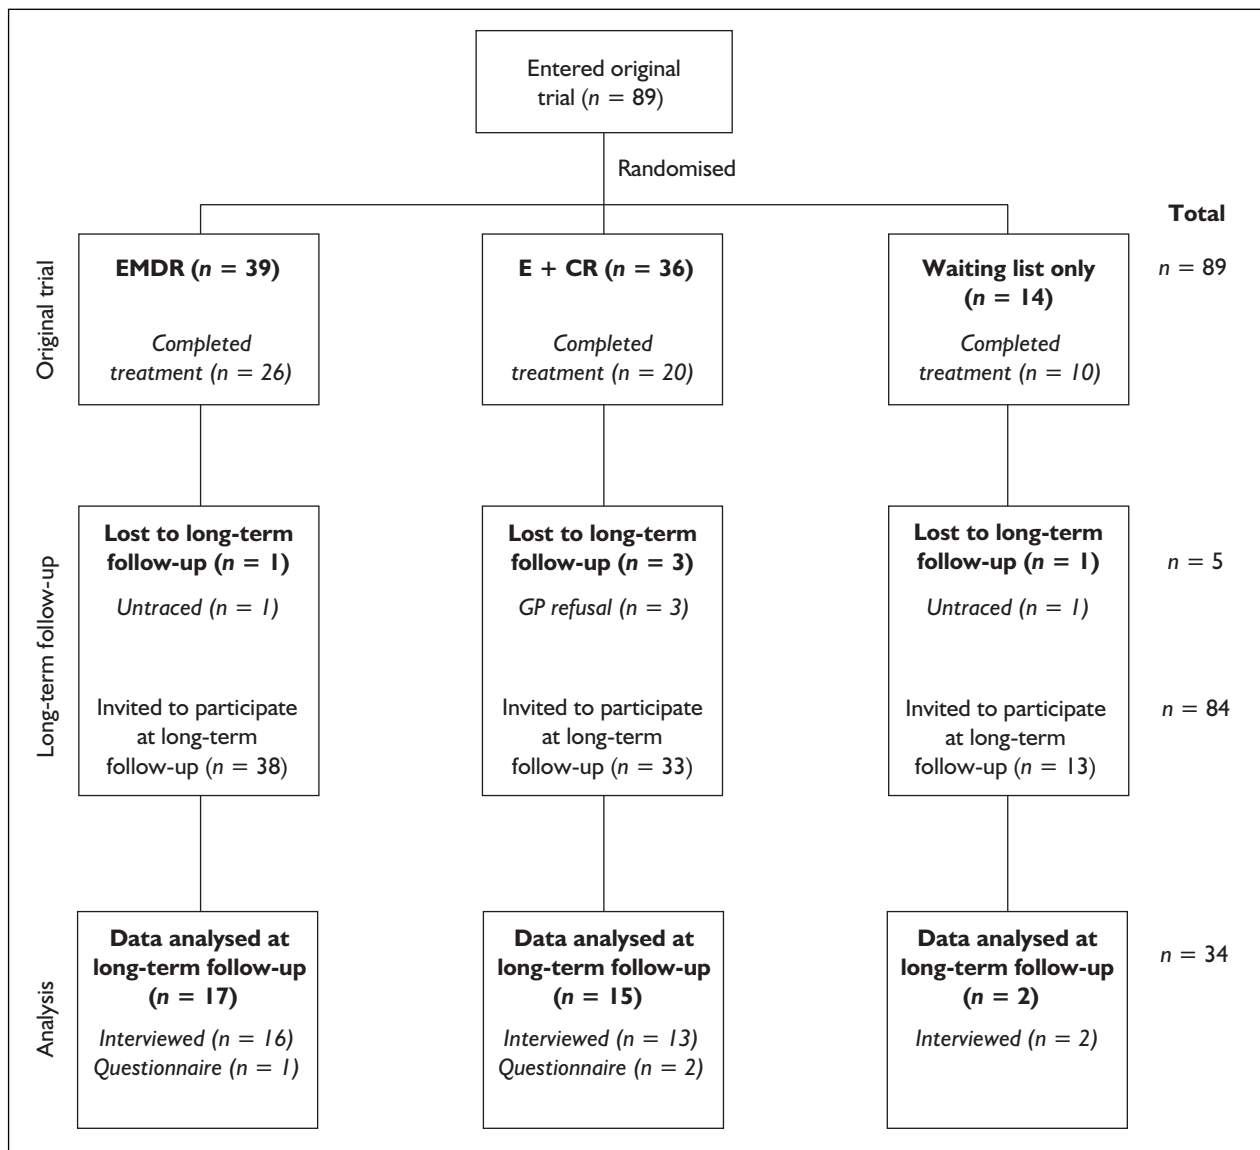 Entered original
trial (n = 89)
Randomised
Total
Original trial
EMDR (n = 39)
Completed
treatment (n = 26)
E + CR (n = 36)
Completed
treatment (n = 20)
Waiting list only
(n = 14)
Completed
treatment (n = 10)
n = 89
Long-term follow-up
Lost to long-term
follow-up (n = 1)
Untraced (n = 1)
Invited to participate
at long-term
follow-up (n = 38)
Lost to long-term
follow-up (n = 3)
GP refusal (n = 3)
Invited to participate
at long-term
follow-up (n = 33)
Lost to long-term
follow-up (n = 1)
Untraced (n = 1)
Invited to participate
at long-term
follow-up (n = 13)
n = 5
n = 84
Analysis
Data analysed at
long-term follow-up
(n = 17)
Interviewed (n = 16)
Questionnaire (n = 1)
Data analysed at
long-term follow-up
(n = 15)
Interviewed (n = 13)
Questionnaire (n = 2)
Data analysed at
long-term follow-up
(n = 2)
Interviewed (n = 2)
n = 34